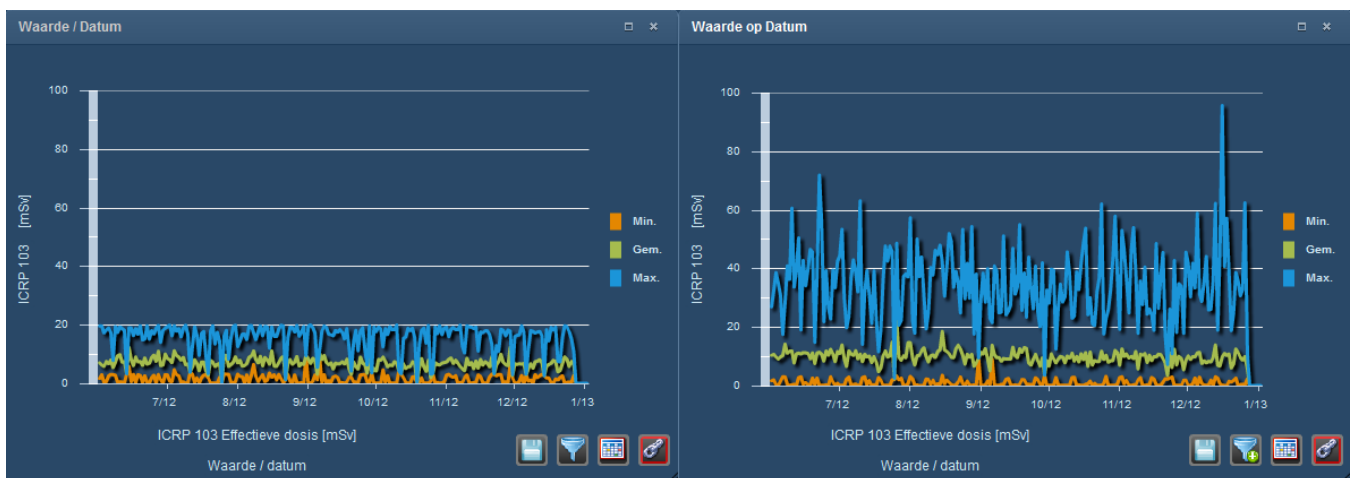 Waarde / Datum
100
80
60
40
20
0
ICRP 103 [mSv]
7/12 8/12 9/12 10/12 11/12 12/12 1/13
Min.
Gem.
Max.
ICRP 103 Effectieve dosis [mSv]
Waarde / datum
Waarde op Datum
100
80
60
40
20
0
ICRP 103 [mSv]
7/12 8/12 9/12 10/12 11/12 12/12 1/13
Min.
Gem.
Max.
ICRP 103 Effectieve dosis [mSv]
Waarde / datum